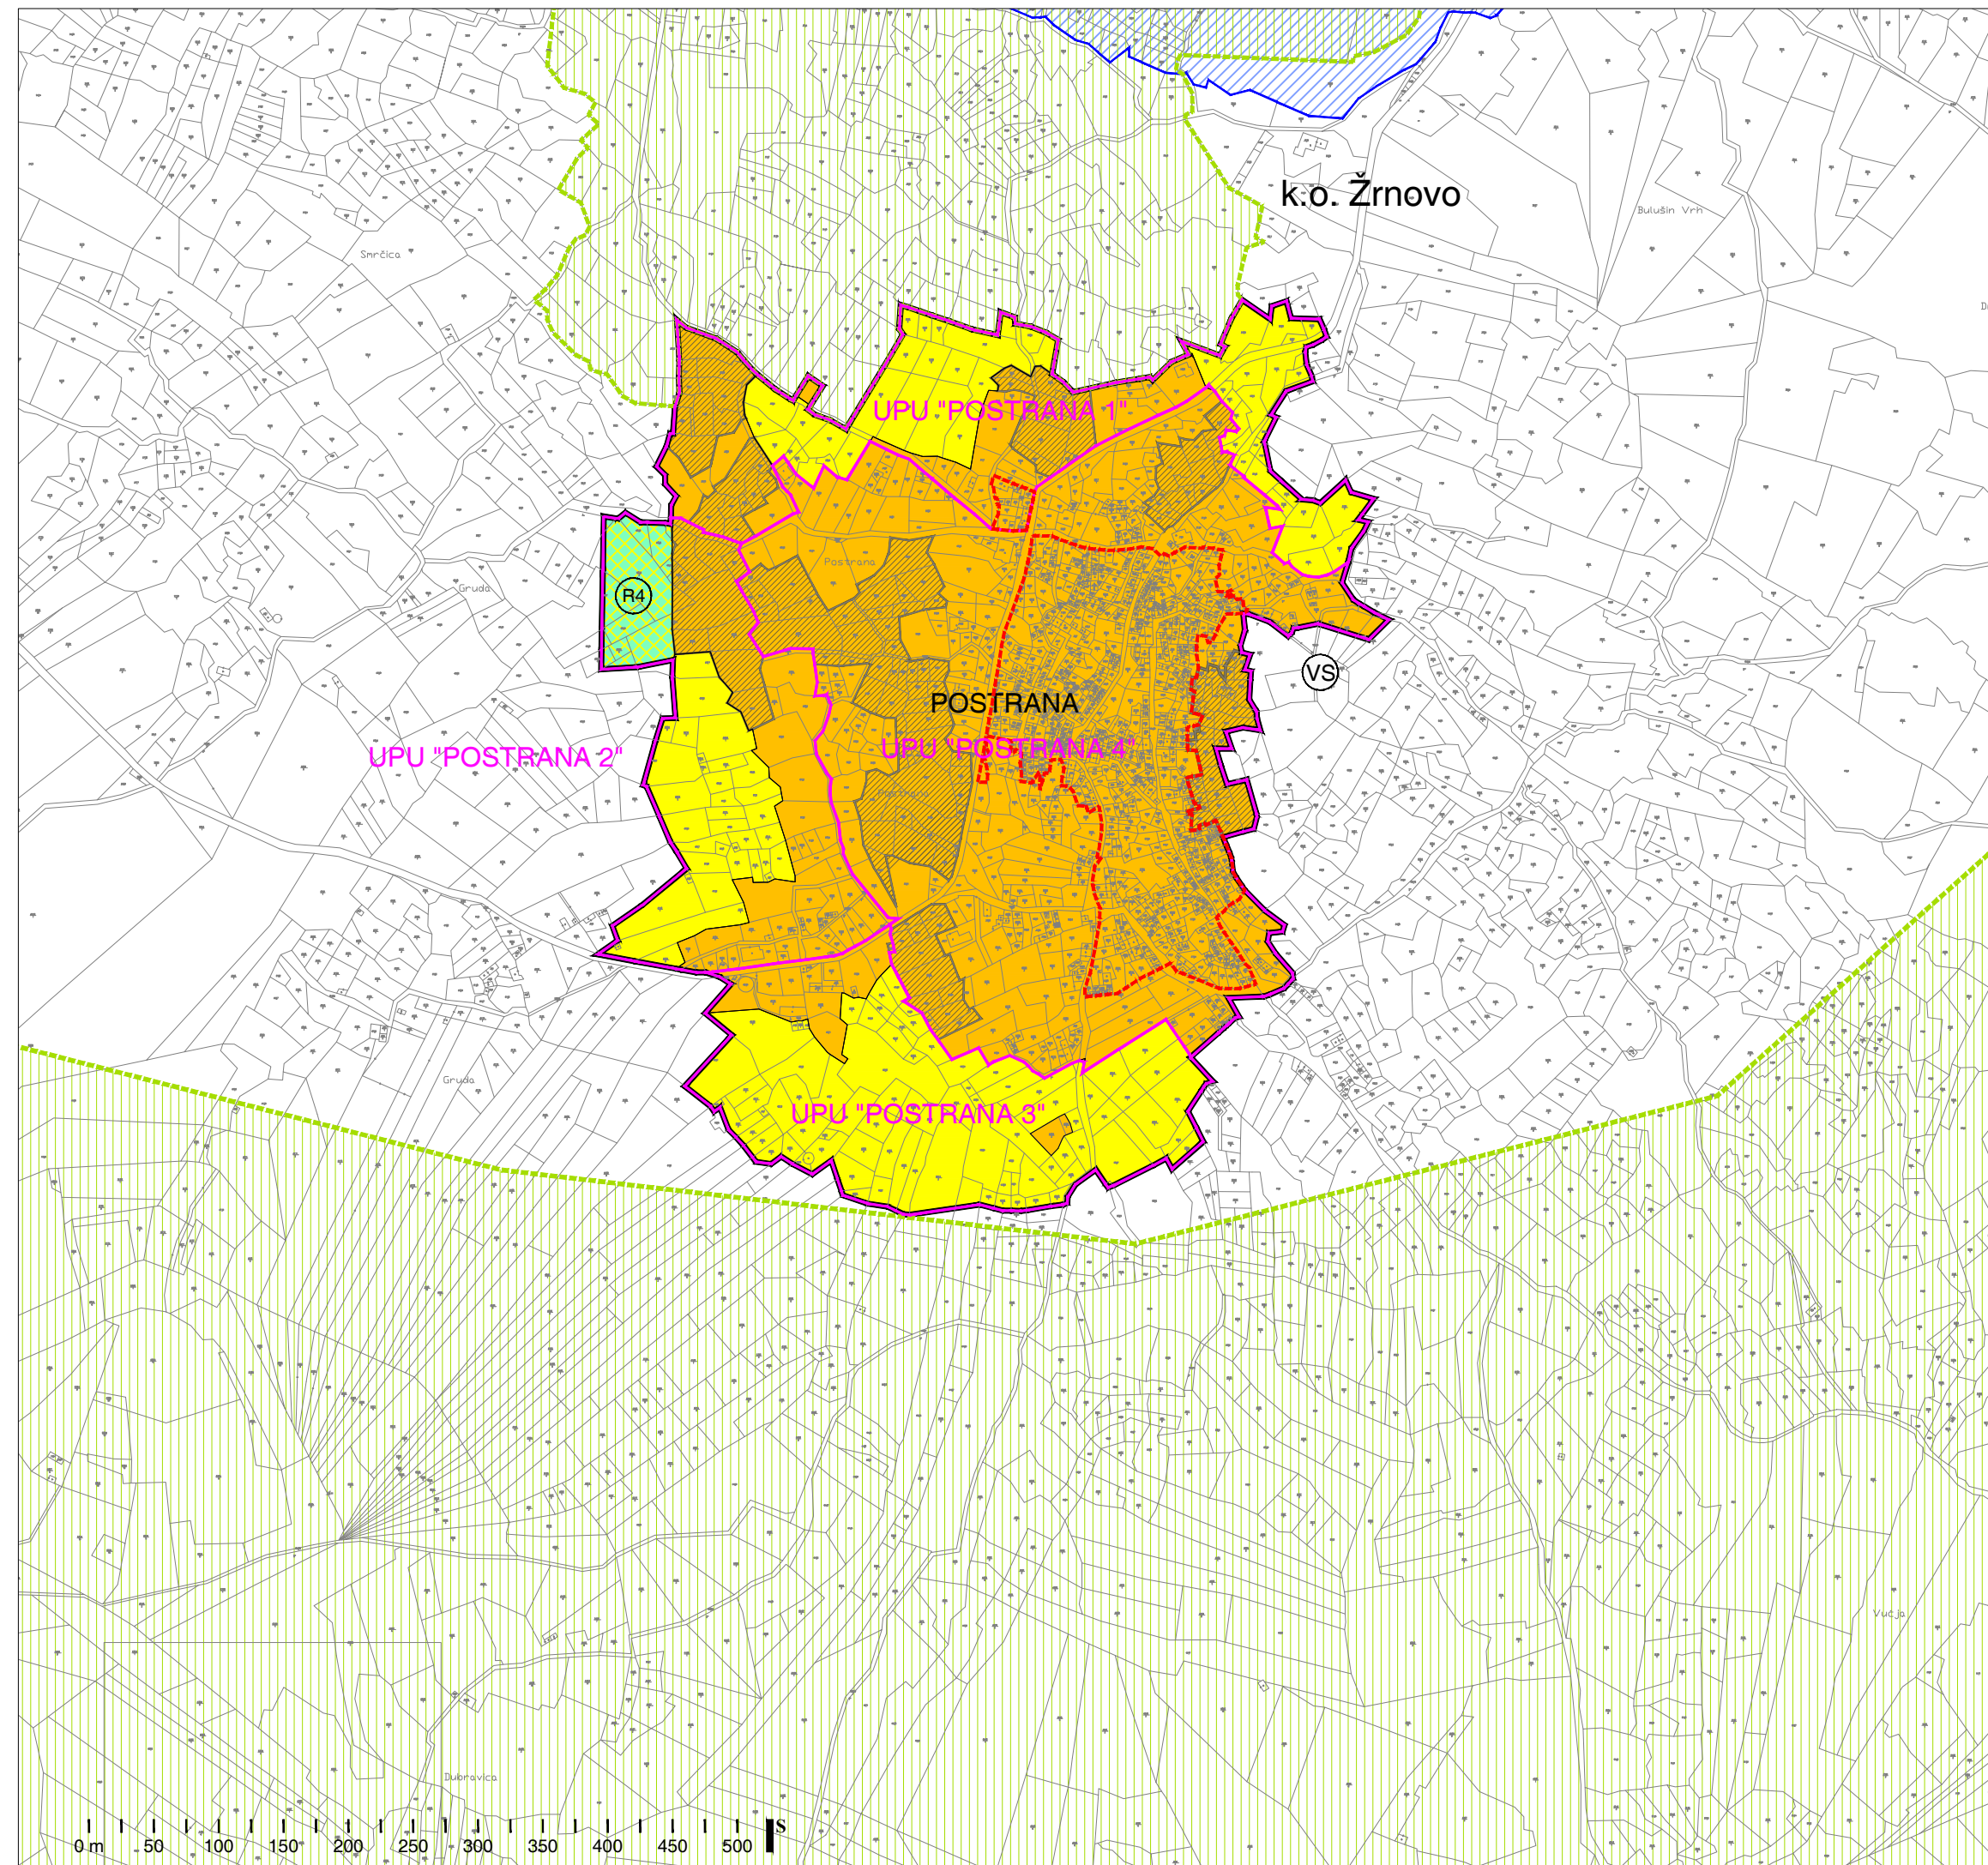 k.o. Žrnovo
Bulušin Vrh
Smrčica
UPU "POSTRANA 1"
Postrana
Gruda
R4
VS
POSTRANA
UPU "POSTRANA 2"
UPU "POSTRANA 4"
Postrana
Gruda
UPU "POSTRANA 3"
Vučja
Dubravica
0 m 50 100 150 200 250 300 350 400 450 500 S